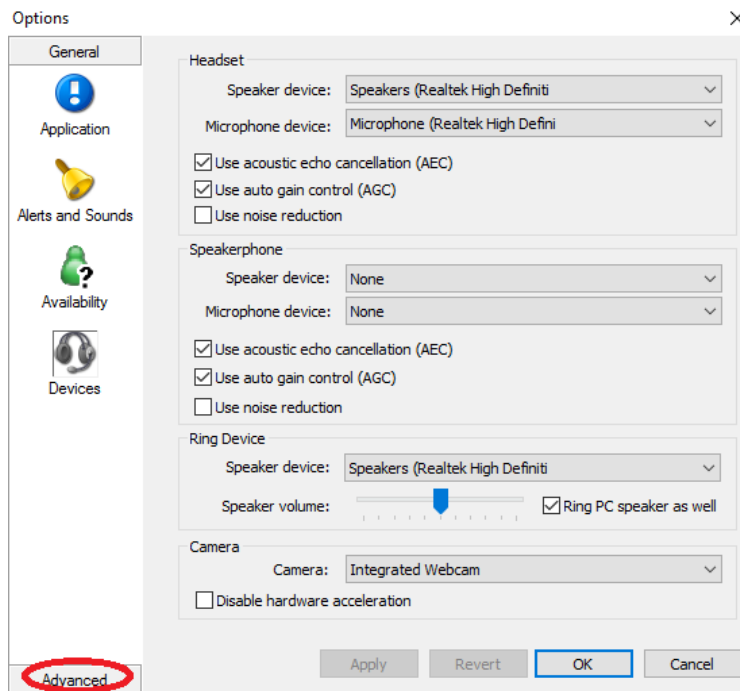 Options
General
Application
Alerts and Sounds
Availability
Devices
Advanced
Headset
Speaker device: Speakers (Realtek High Definiti
Microphone device: Microphone (Realtek High Defini
Use acoustic echo cancellation (AEC)
Use auto gain control (AGC)
Use noise reduction
Speakerphone
Speaker device: None
Microphone device: None
Use acoustic echo cancellation (AEC)
Use auto gain control (AGC)
Use noise reduction
Ring Device
Speaker device: Speakers (Realtek High Definiti
Speaker volume: Ring PC speaker as well
Camera
Camera: Integrated Webcam
Disable hardware acceleration
Apply Revert OK Cancel